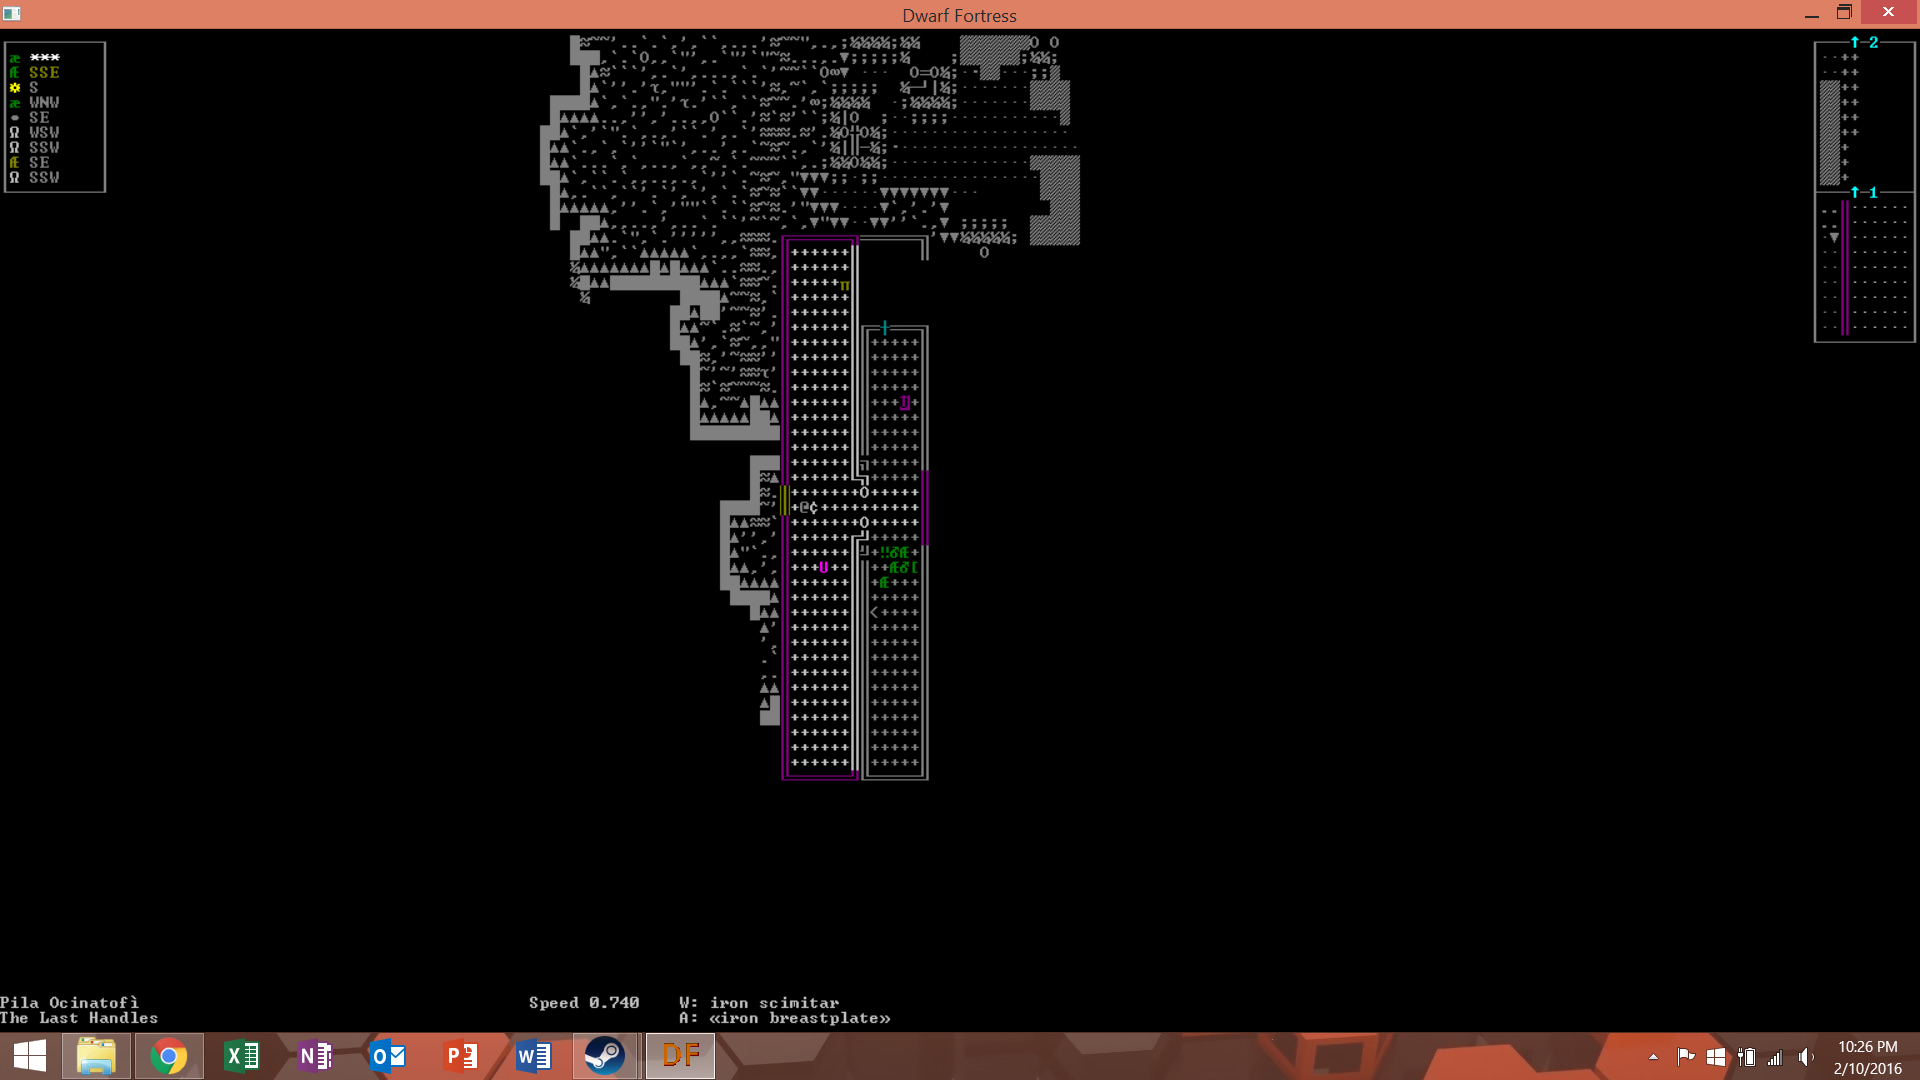 Dwarf Fortress
***
SSE
S
WNW
SE
WSW
SSW
SE
SSW
2
1
Pila Ocinatofì
The Last Handles
Speed 0.740
W: iron scimitar
A: «iron breastplate»
DF
10:26 PM
2/10/2016